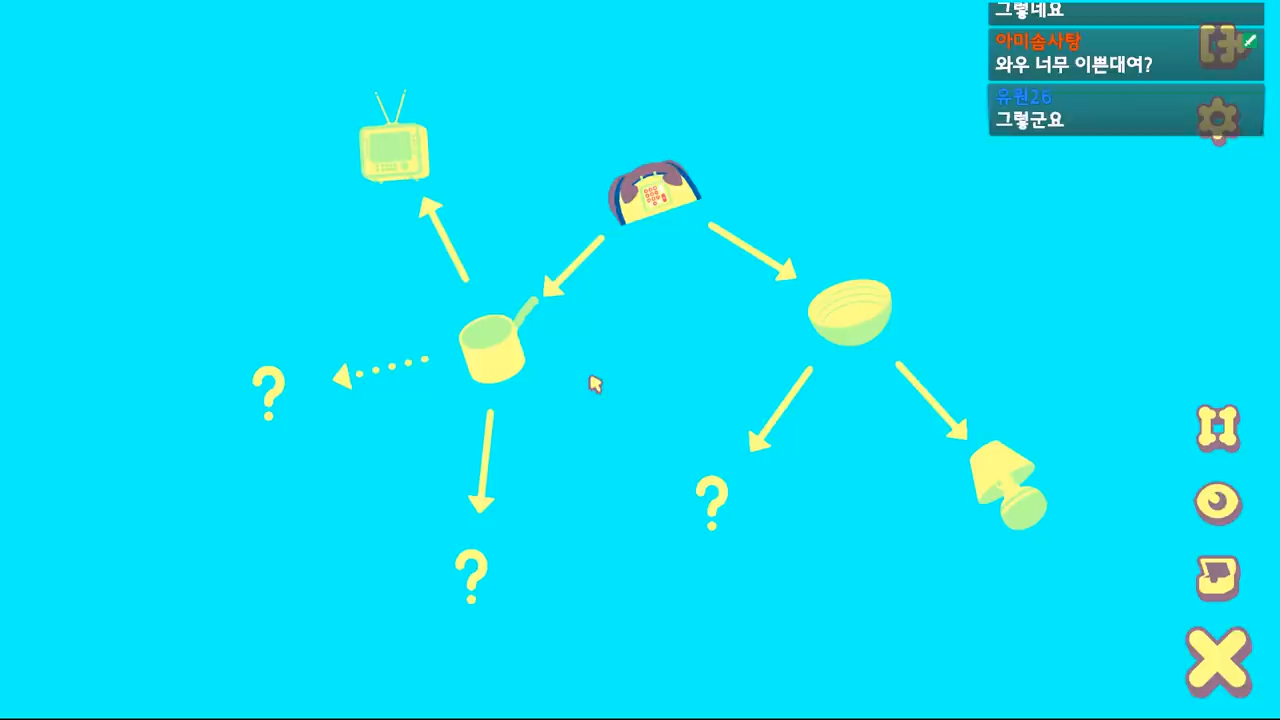 그렇네요
아미솜사탕
와우 너무 이쁜대여?
유원26
그렇군요
?
?
?